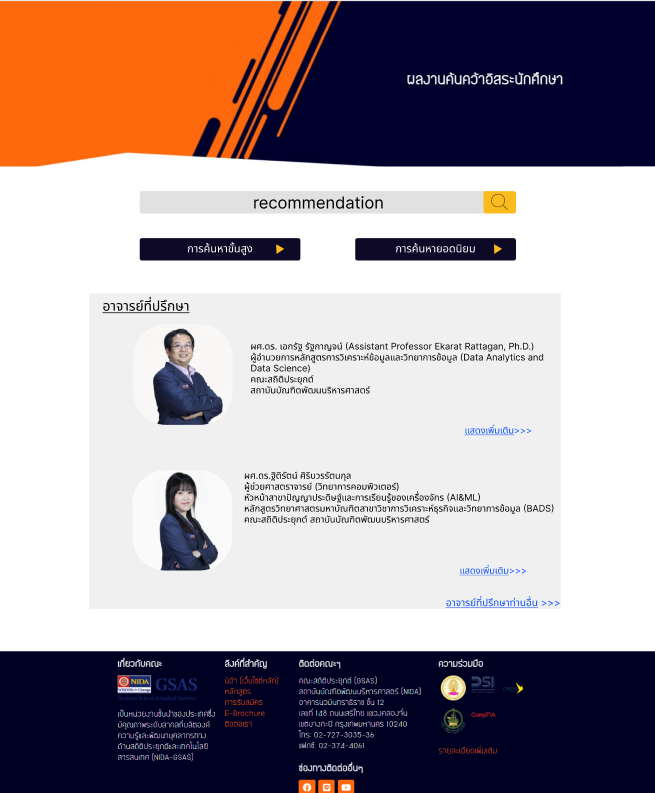 ผลงานค้นคว้าอิสระนักศึกษา
recommendation
การค้นหาขั้นสูง
การค้นหายอดนิยม
อาจารย์ที่ปรึกษา
ผศ.ดร. เอกรัฐ รัฐกาญจน์ (Assistant Professor Ekarat Rattagan, Ph.D.)
ผู้อำนวยการหลักสูตรการวิเคราะห์ข้อมูลและวิทยาการข้อมูล (Data Analytics and
Data Science)
คณะสถิติประยุกต์
สถาบันบัณฑิตพัฒนบริหารศาสตร์
แสดงเพิ่มเติม>>>
ผศ.ดร.ฐิติรัตน์ ศิริบวรรัตนกุล
ผู้ช่วยศาสตราจารย์ (วิทยาการคอมพิวเตอร์)
หัวหน้าสาขาปัญญาประดิษฐ์และการเรียนรู้ของเครื่องจักร (AI&ML)
หลักสูตรวิทยาศาสตรมหาบัณฑิตสาขาวิชาการวิเคราะห์ธุรกิจและวิทยาการข้อมูล (BADS)
คณะสถิติประยุกต์ สถาบันบัณฑิตพัฒนบริหารศาสตร์
แสดงเพิ่มเติม>>>
อาจารย์ที่ปรึกษาท่านอื่น >>>
เกี่ยวกับคณะ
NIDA
WISDOM for Change
GSAS
เป็นหน่วยงานชั้นนำของประเทศซึ่ง
มีคุณภาพระดับสากลที่ผลิตองค์
ความรู้และพัฒนาบุคลากรทาง
ด้านสถิติประยุกต์และเทคโนโลยี
สารสนเทศ (NIDA-GSAS)
ลิงค์ที่สำคัญ
นิด้า (เว็บไซต์หลัก)
หลักสูตร
การรับสมัคร
E-Brochure
ติดต่อเรา
ติดต่อคณะๆ
คณะสถิติประยุกต์ (GSAS)
สถาบันบัณฑิตพัฒนบริหารศาสตร์ (NIDA)
อาคารนวมินทราธิราช ชั้น 12
เลขที่ 148 ถนนเสรีไทย แขวงคลองจั่น
เขตบางกะปิ กรุงเทพมหานคร 10240
โทร: 02-727-3035-36
แฟกซ์: 02-374-4061
ช่องทางติดต่ออื่นๆ
ความร่วมมือ
DSI
CompTIA
รายละเอียดเพิ่มเติม